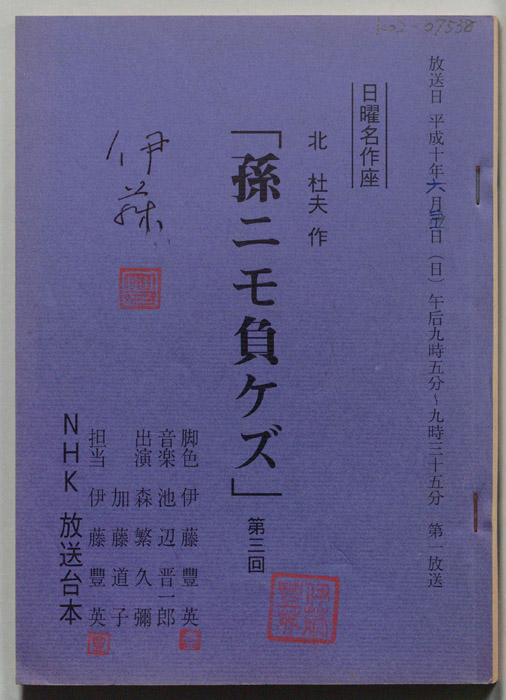 放送日 平成十年六月 日（日）午后九時五分～九時三十五分 第一放送
日曜名作座
北 杜夫 作
「孫ニモ負ケズ」 第三回
脚色 伊藤豊英
音楽 池辺晋一郎
出演 森繁久彌
加藤道子
担当 伊藤豊英
NHK 放送台本
伊藤